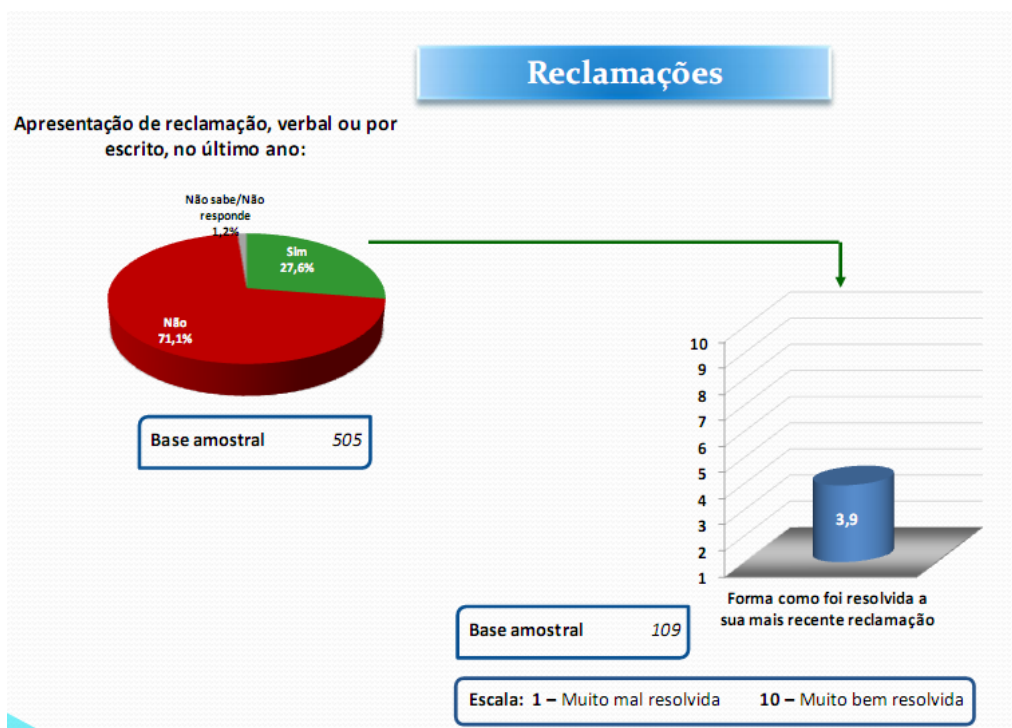 Reclamações
Apresentação de reclamação, verbal ou por
escrito, no último ano:
Não sabe/Não
responde
1,2%
Sim
27,6%
Não
71,1%
Base amostral 505
10
9
8
7
6
5
4
3
2
1
3,9
Forma como foi resolvida a
sua mais recente reclamação
Base amostral 109
Escala: 1 – Muito mal resolvida 10 – Muito bem resolvida